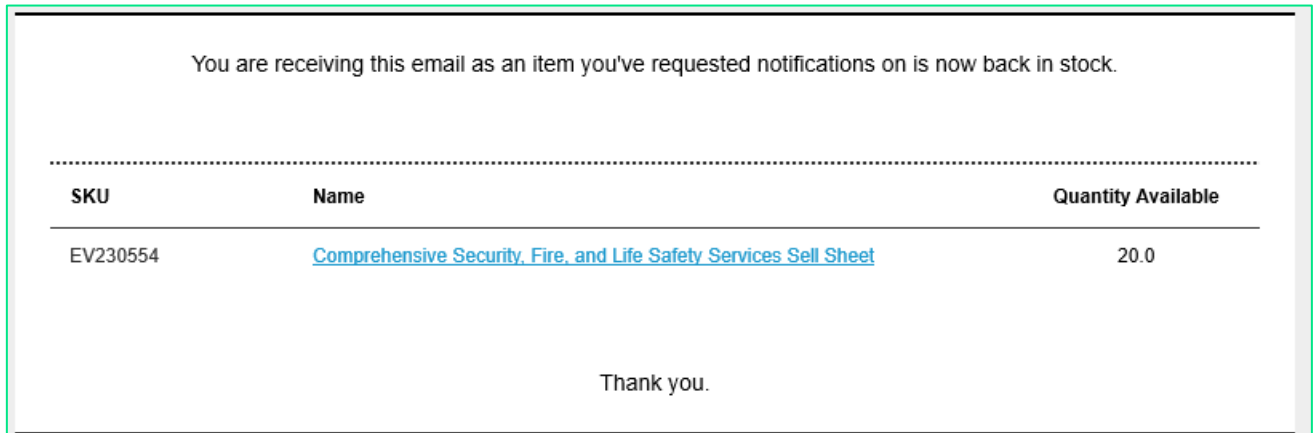 You are receiving this email as an item you've requested notifications on is now back in stock.
SKU Name Quantity Available
EV230554 Comprehensive Security, Fire, and Life Safety Services Sell Sheet 20.0
Thank you.